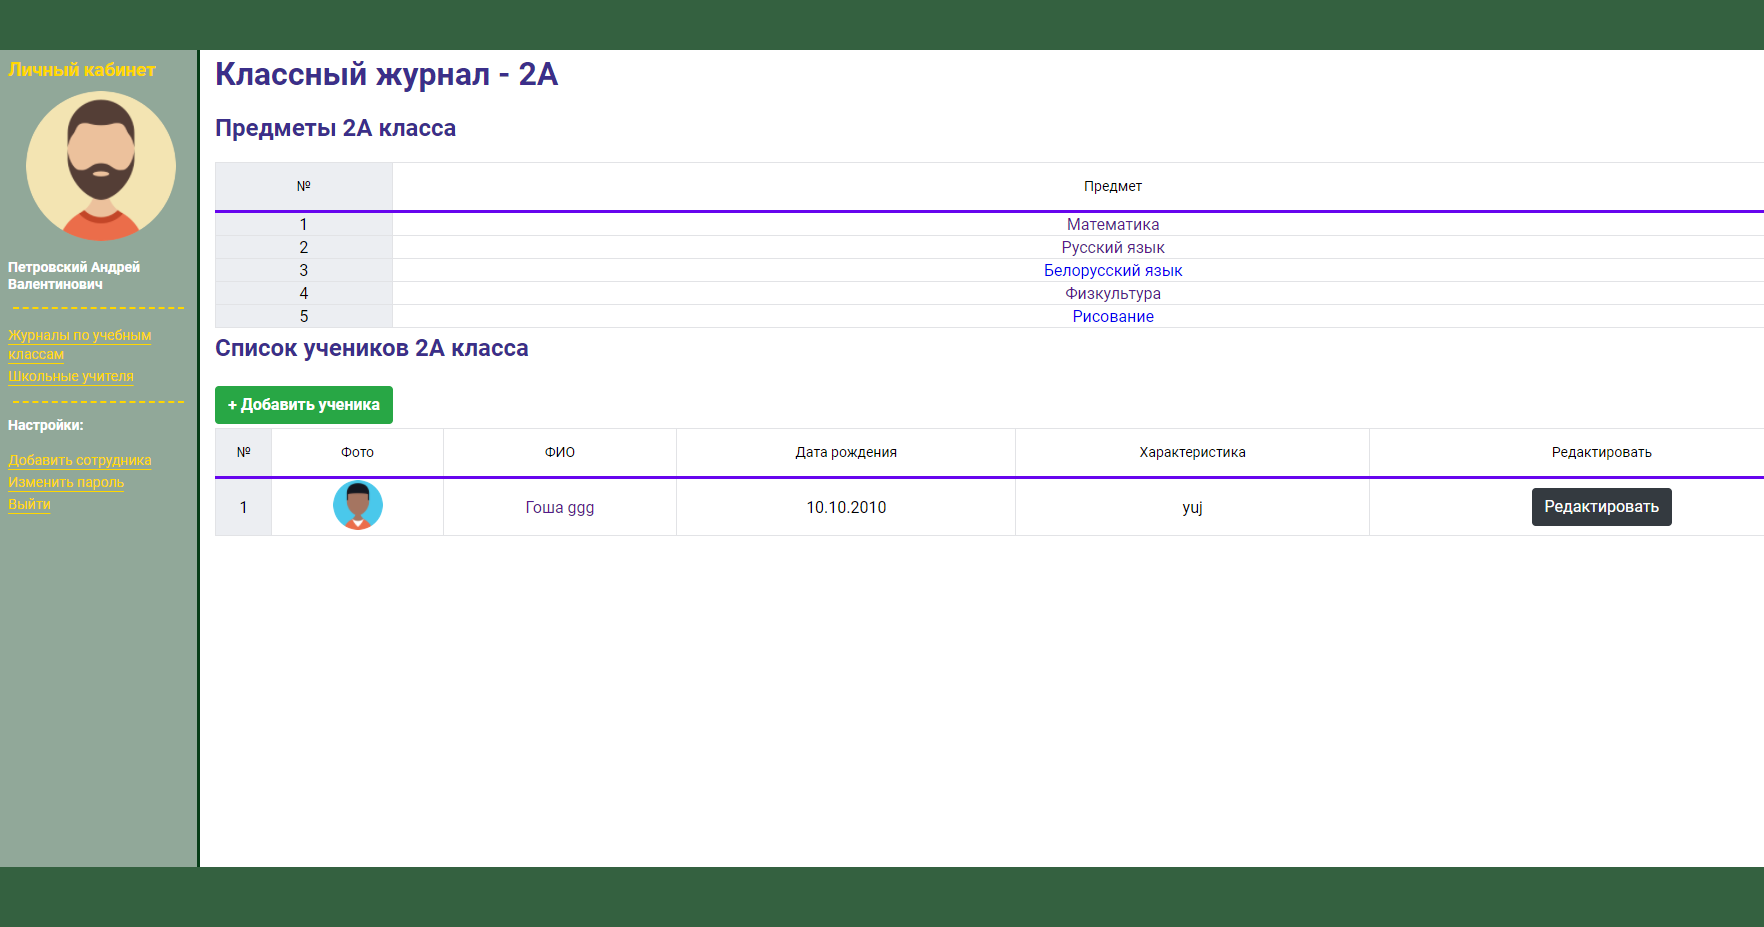 Личный кабинет
Петровский Андрей
Валентинович
Журналы по учебным
классам
Школьные учителя
Настройки:
Добавить сотрудника
Изменить пароль
Выйти
Классный журнал - 2А
Предметы 2А класса
№ Предмет
1 Математика
2 Русский язык
3 Белорусский язык
4 Физкультура
5 Рисование
Список учеников 2А класса
+ Добавить ученика
№ Фото ФИО Дата рождения Характеристика Редактировать
1 Гоша ggg 10.10.2010 yuj Редактировать